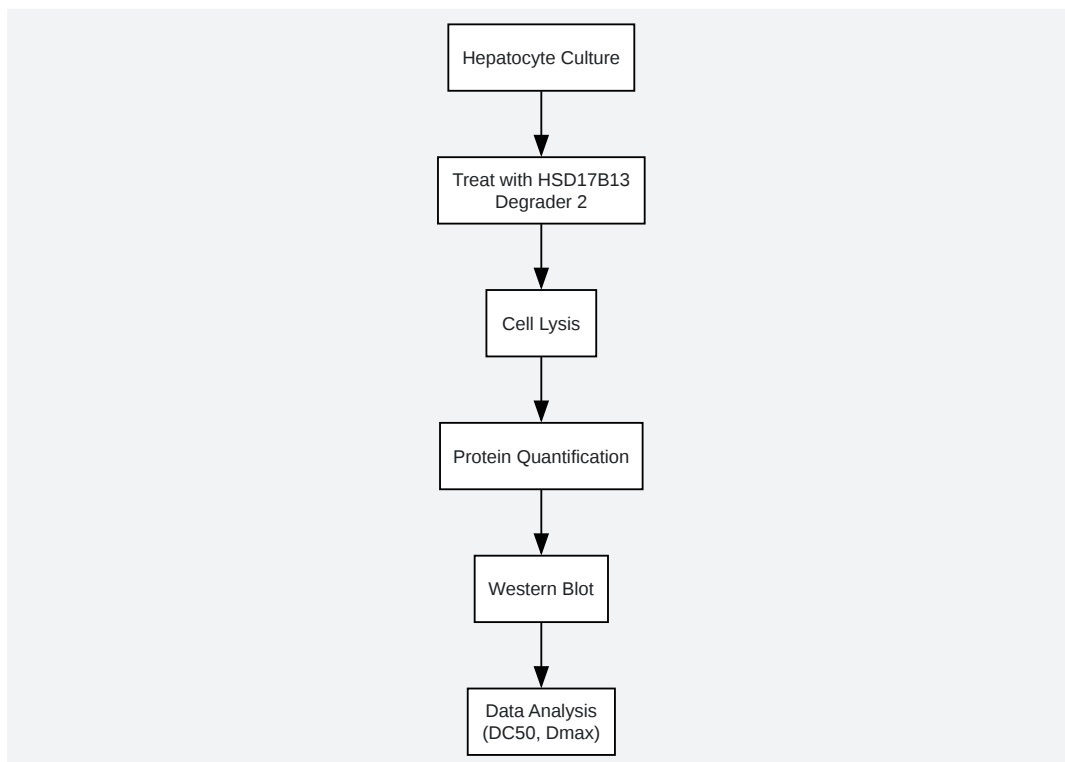 Hepatocyte Culture
Treat with HSD17B13
Degrader 2
Cell Lysis
Protein Quantification
Western Blot
Data Analysis
(DC50, Dmax)